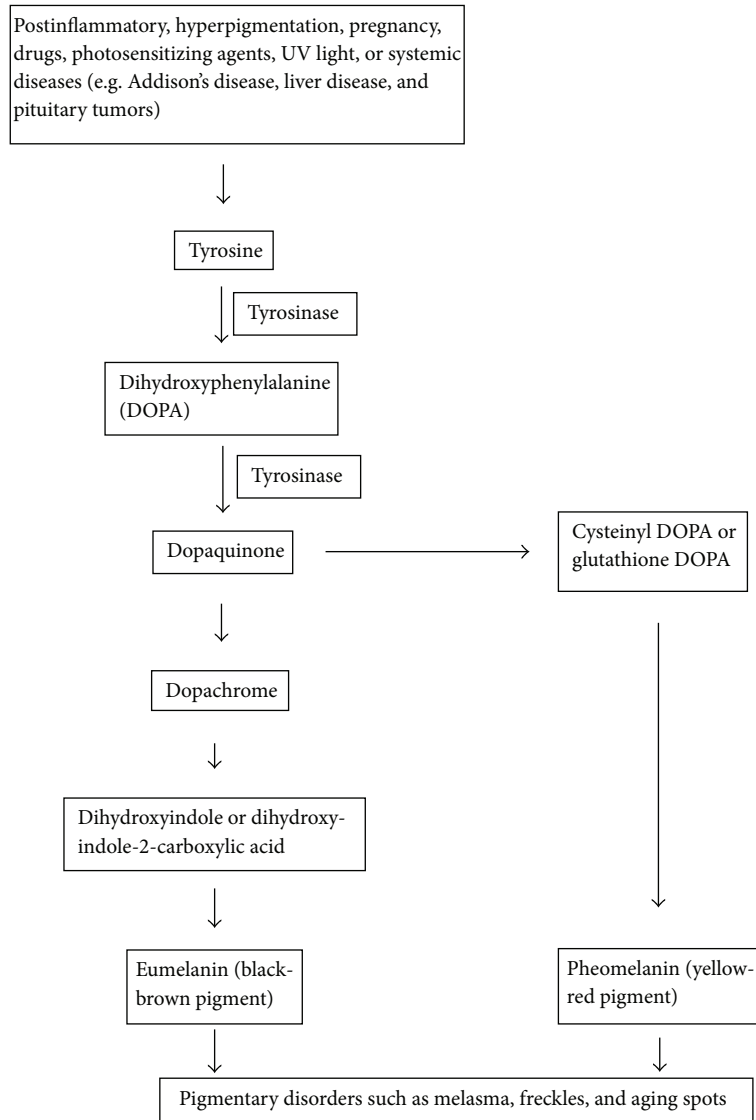 Postinflammatory, hyperpigmentation, pregnancy,
drugs, photosensitizing agents, UV light, or systemic
diseases (e.g. Addison’s disease, liver disease, and
pituitary tumors)
Tyrosine
Tyrosinase
Dihydroxyphenylalanine
(DOPA)
Tyrosinase
Dopaquinone
Cysteinyl DOPA or
glutathione DOPA
Dopachrome
Dihydroxyindole or dihydroxy-
indole-2-carboxylic acid
Eumelanin (black-
brown pigment)
Pheomelanin (yellow-
red pigment)
Pigmentary disorders such as melasma, freckles, and aging spots